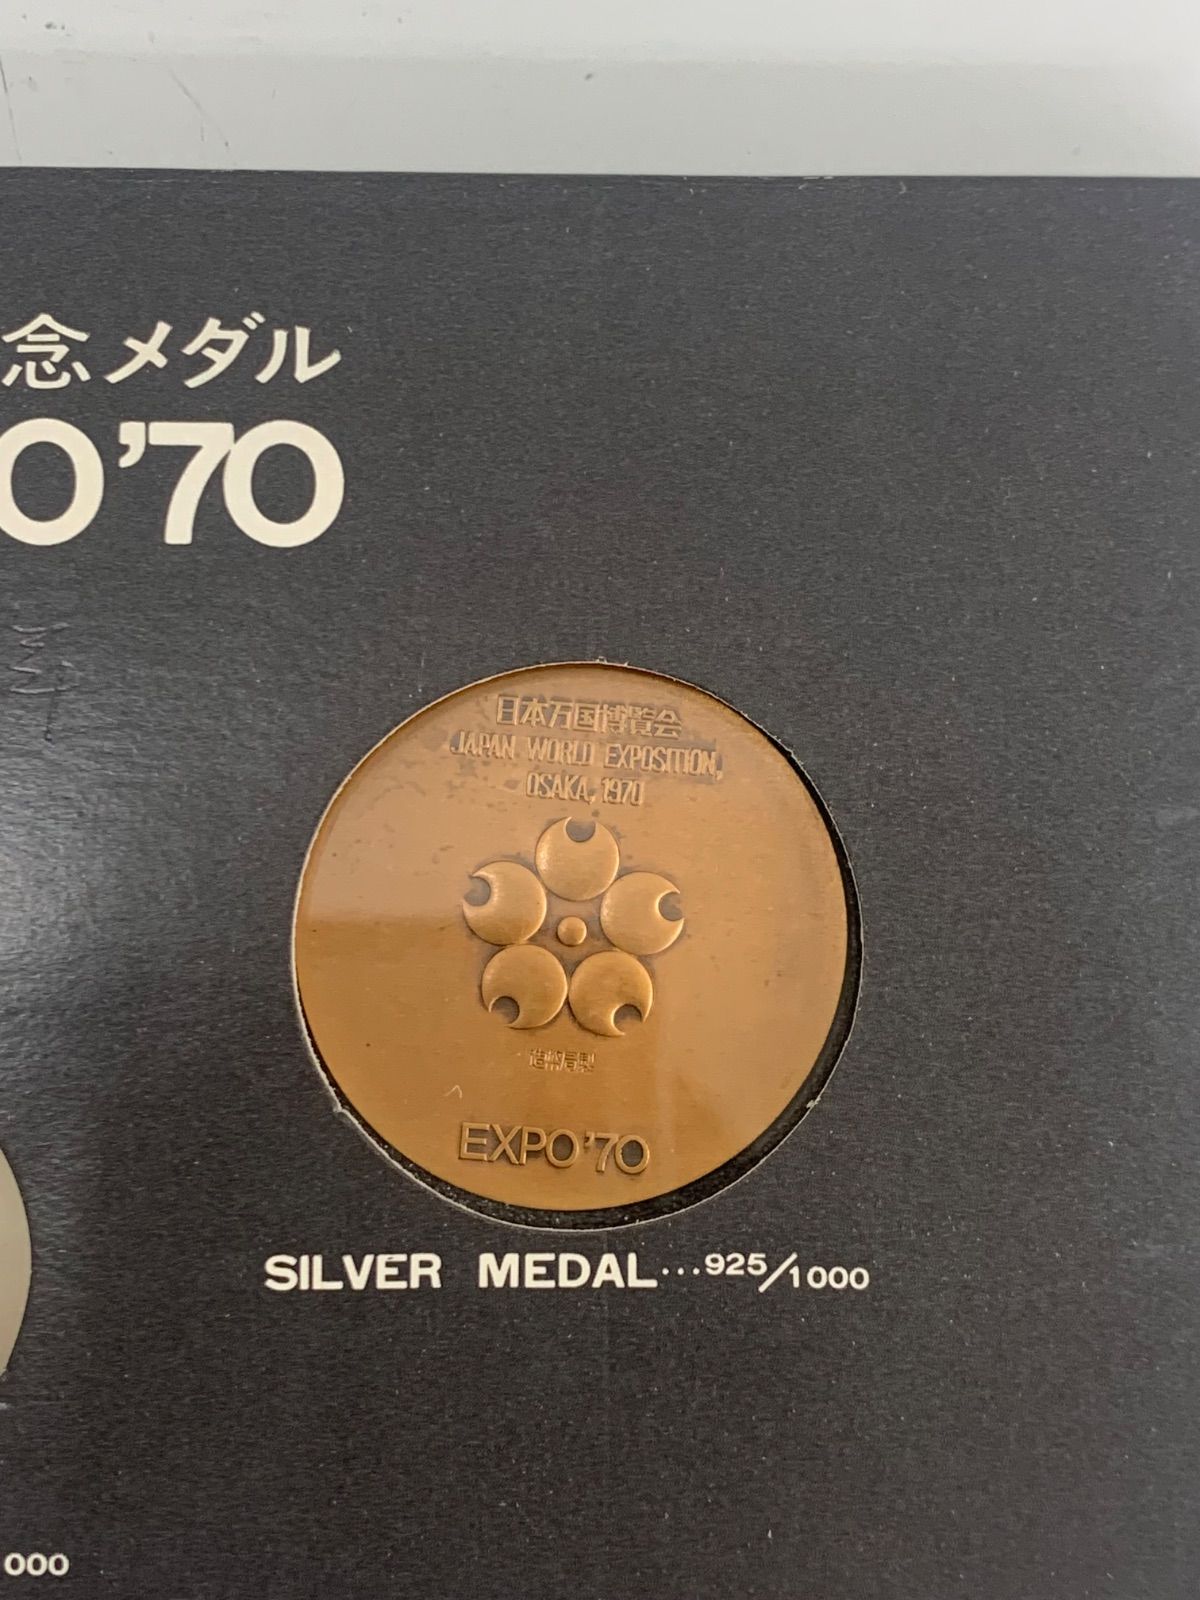 念メダル
O'70
日本万国博覧会
JAPAN WORLD EXPOSITION,
OSAKA, 1970
造幣局製
EXPO'70
SILVER MEDAL...925/1000
000